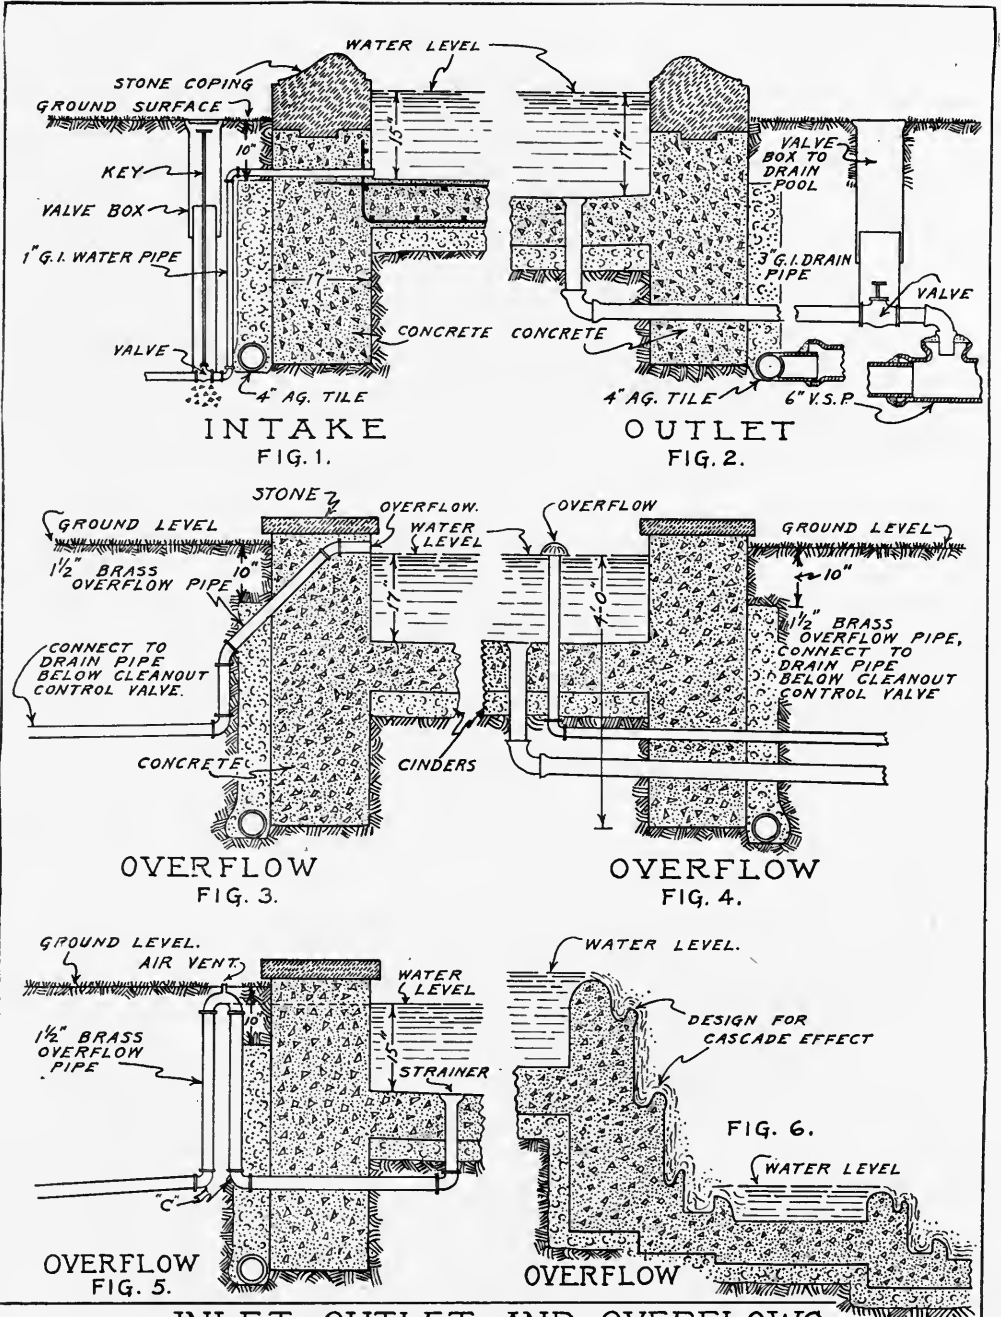 WATER LEVEL
STONE COPING
GROUND SURFACE
10"
15"
KEY
VALVE BOX
1" G.I. WATER PIPE
17
CONCRETE
VALVE
4" AG. TILE
INTAKE
FIG. 1.
17"
VALVE
BOX TO
DRAIN
POOL
3" G.I. DRAIN
PIPE
VALVE
CONCRETE
4" AG. TILE
6" V.S.P.
OUTLET
FIG. 2.
STONE
OVERFLOW.
GROUND LEVEL
WATER
LEVEL
1½" BRASS
OVERFLOW PIPE
10"
17"
CONNECT TO
DRAIN PIPE
BELOW CLEANOUT
CONTROL VALVE.
CONCRETE
CINDERS
OVERFLOW
FIG. 3.
OVERFLOW
GROUND LEVEL
10"
4'-0"
1½" BRASS
OVERFLOW PIPE,
CONNECT TO
DRAIN PIPE
BELOW CLEANOUT
CONTROL VALVE
OVERFLOW
FIG. 4.
GROUND LEVEL.
AIR VENT.
WATER
LEVEL
10"
15"
1½" BRASS
OVERFLOW
PIPE
STRAINER
"C"
OVERFLOW
FIG. 5.
WATER LEVEL.
DESIGN FOR
CASCADE EFFECT
FIG. 6.
WATER LEVEL
OVERFLOW
INLET, OUTLET AND OVERFLOWS